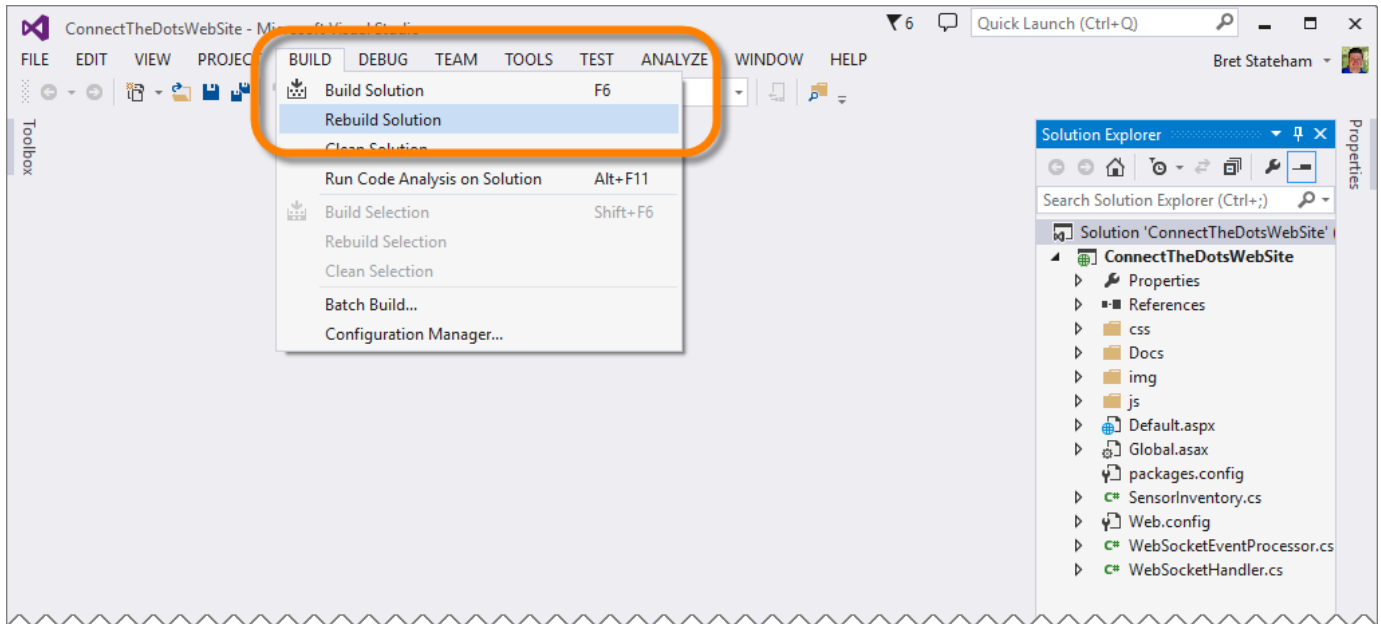 ConnectTheDotsWebSite - Microsoft Visual Studio
6
Quick Launch (Ctrl+Q)
FILE EDIT VIEW PROJECT BUILD DEBUG TEAM TOOLS TEST ANALYZE WINDOW HELP
Bret Stateham
Build Solution F6
Rebuild Solution
Clean Solution
Run Code Analysis on Solution Alt+F11
Build Selection Shift+F6
Rebuild Selection
Clean Selection
Batch Build...
Configuration Manager...
Toolbox
Solution Explorer
Search Solution Explorer (Ctrl+;)
Solution 'ConnectTheDotsWebSite' (
ConnectTheDotsWebSite
Properties
References
css
Docs
img
js
Default.aspx
Global.asax
packages.config
C# SensorInventory.cs
Web.config
C# WebSocketEventProcessor.cs
C# WebSocketHandler.cs
Properties